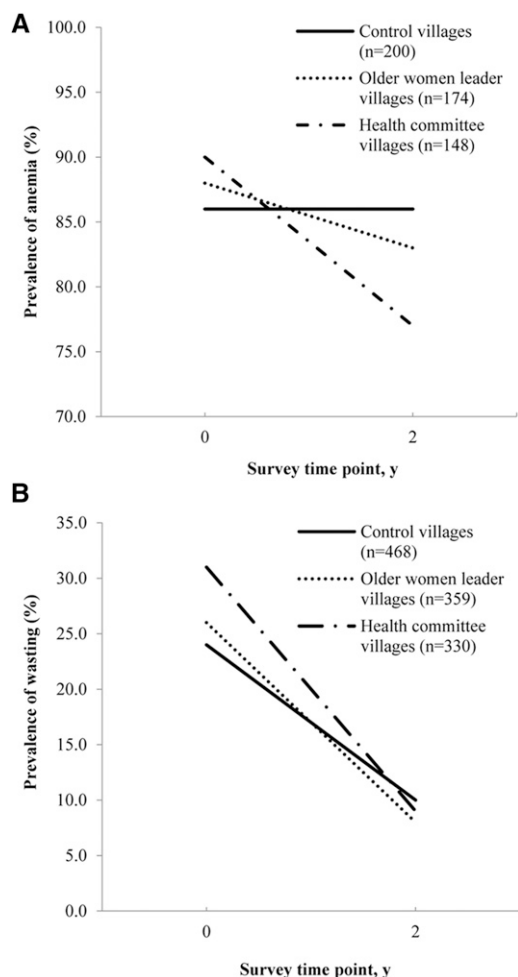 A
Prevalence of anemia (%)
100.0
95.0
90.0
85.0
80.0
75.0
70.0
Control villages
(n=200)
Older women leader
villages (n=174)
Health committee
villages (n=148)
0
2
Survey time point, y
B
Prevalence of wasting (%)
35.0
30.0
25.0
20.0
15.0
10.0
5.0
0.0
Control villages
(n=468)
Older women leader
villages (n=359)
Health committee
villages (n=330)
0
2
Survey time point, y